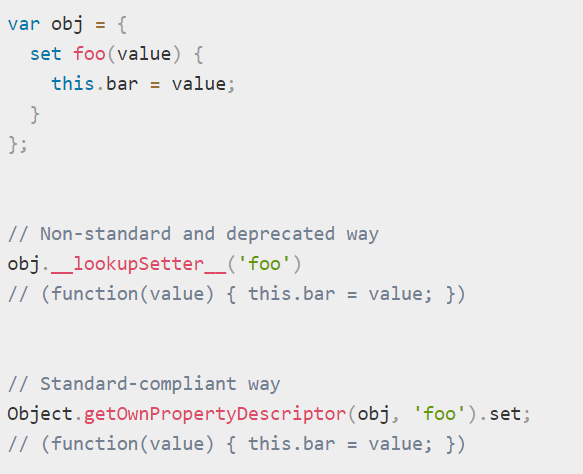 var obj = {
  set foo(value) {
    this.bar = value;
  }
};
// Non-standard and deprecated way
obj.__lookupSetter__('foo')
// (function(value) { this.bar = value; })
// Standard-compliant way
Object.getOwnPropertyDescriptor(obj, 'foo').set;
// (function(value) { this.bar = value; })